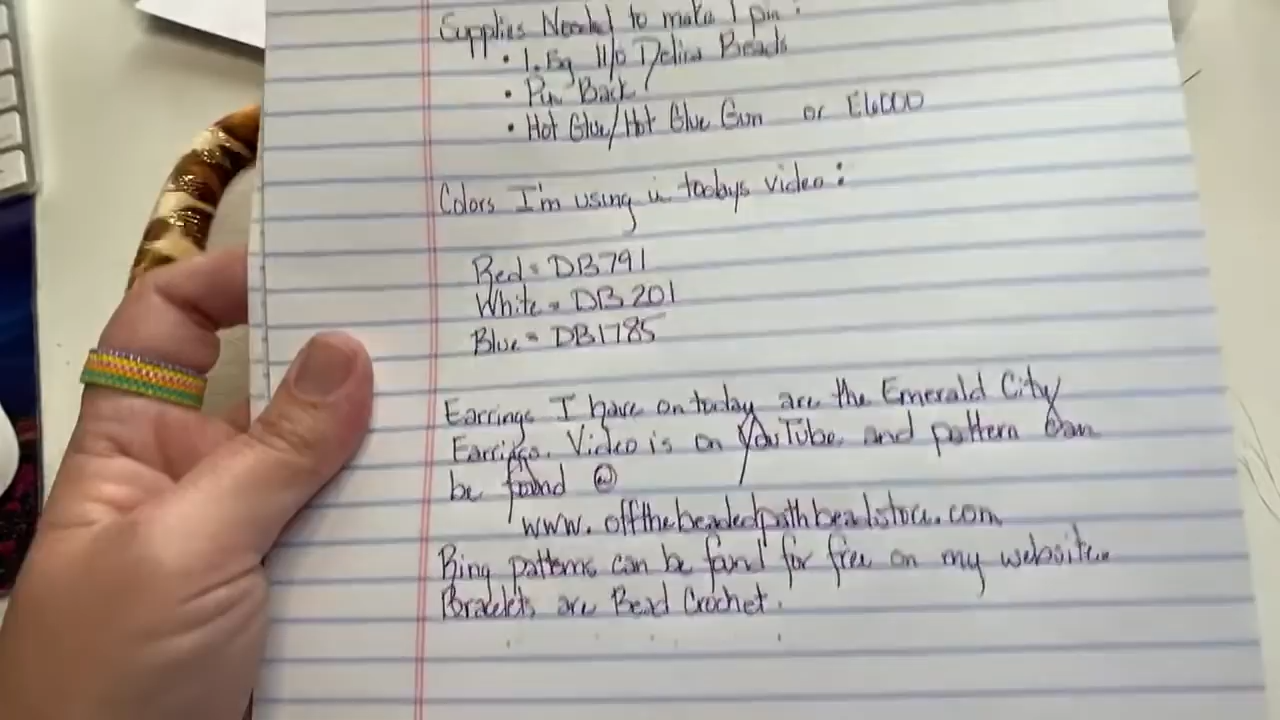 Supplies Needed to make 1 pin:
• 1.5g 11/0 Delica Beads
• Pin Back
• Hot Glue/Hot Glue Gun or E6000
Colors I'm using in todays video:
Red = DB791
White = DB201
Blue = DB1785
Earrings I have on today are the Emerald City
Earrings. Video is on YouTube and pattern can
be found @
www.offthebeadedpathbeadstore.com
Ring patterns can be found for free on my website.
Bracelets are Bead Crochet.